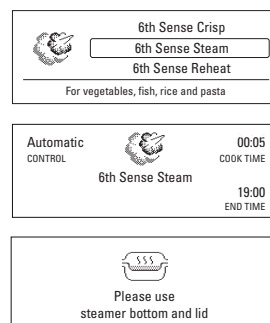 6th Sense Crisp
6th Sense Steam
6th Sense Reheat
For vegetables, fish, rice and pasta
Automatic
CONTROL
00:05
COOK TIME
6th Sense Steam
19:00
END TIME
Please use
steamer bottom and lid